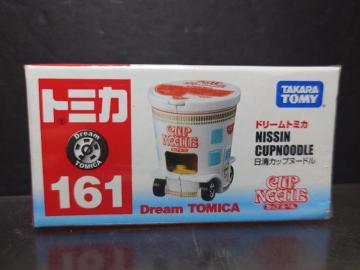 トミカ
Dream
TOMICA
161
CUP
NOODLE
Dream TOMICA
TAKARA
TOMY
ドリームトミカ
NISSIN
CUPNOODLE
日清カップヌードル
CUP
NOODLE